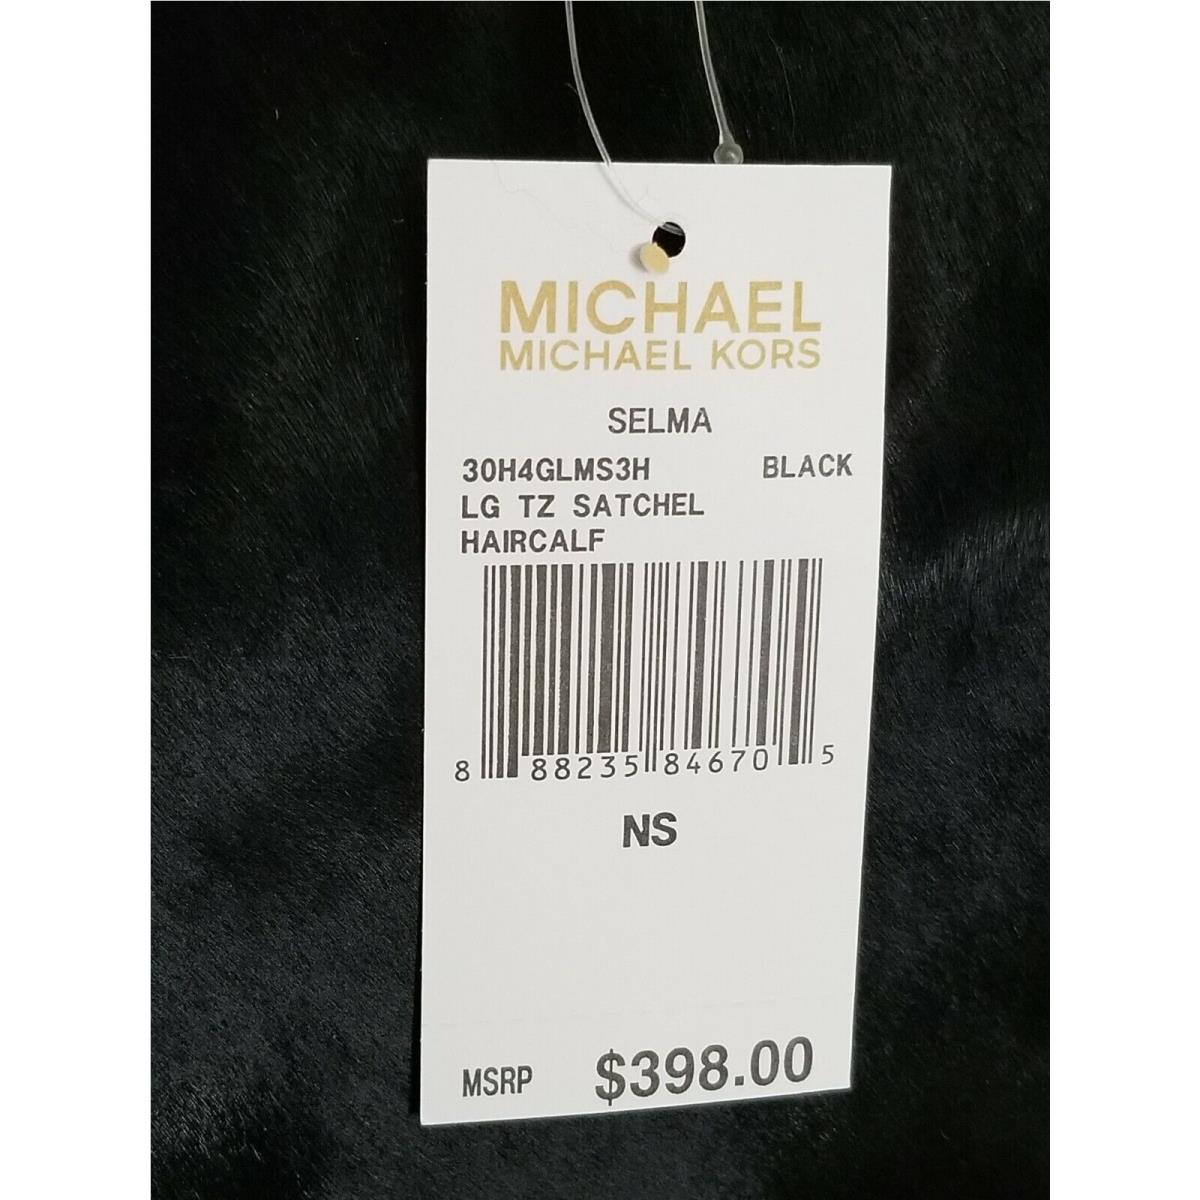 MICHAEL
MICHAEL KORS
SELMA
30H4GLMS3H BLACK
LG TZ SATCHEL
HAIRCALF
8 88235 84670 5
NS
MSRP $398.00